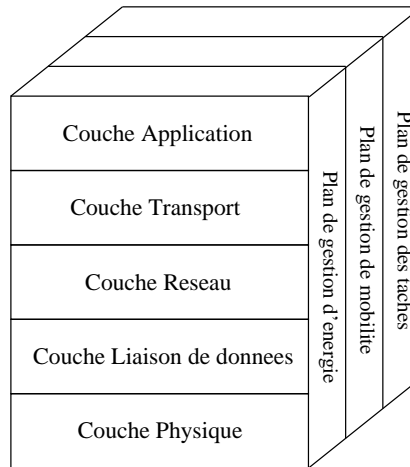 Couche Application
Couche Transport
Couche Reseau
Couche Liaison de donnees
Couche Physique
Plan de gestion d'energie
Plan de gestion de mobilite
Plan de gestion des taches